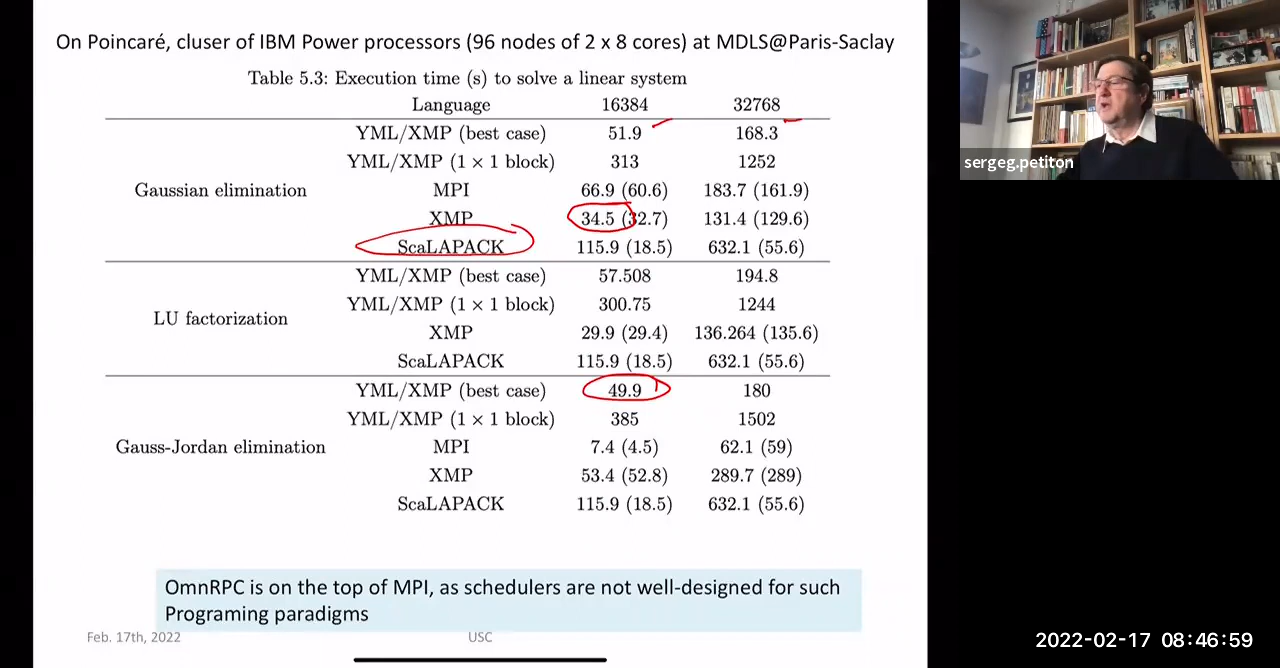 On Poincaré, cluser of IBM Power processors (96 nodes of 2 x 8 cores) at MDLS@Paris-Saclay
Table 5.3: Execution time (s) to solve a linear system
Language 16384 32768
YML/XMP (best case) 51.9 168.3
YML/XMP (1 × 1 block) 313 1252
Gaussian elimination MPI 66.9 (60.6) 183.7 (161.9)
XMP 34.5 (32.7) 131.4 (129.6)
ScaLAPACK 115.9 (18.5) 632.1 (55.6)
YML/XMP (best case) 57.508 194.8
YML/XMP (1 × 1 block) 300.75 1244
LU factorization
XMP 29.9 (29.4) 136.264 (135.6)
ScaLAPACK 115.9 (18.5) 632.1 (55.6)
YML/XMP (best case) 49.9 180
YML/XMP (1 × 1 block) 385 1502
Gauss-Jordan elimination MPI 7.4 (4.5) 62.1 (59)
XMP 53.4 (52.8) 289.7 (289)
ScaLAPACK 115.9 (18.5) 632.1 (55.6)
OmnRPC is on the top of MPI, as schedulers are not well-designed for such
Programing paradigms
Feb. 17th, 2022 USC
sergeg.petiton
2022-02-17 08:46:59